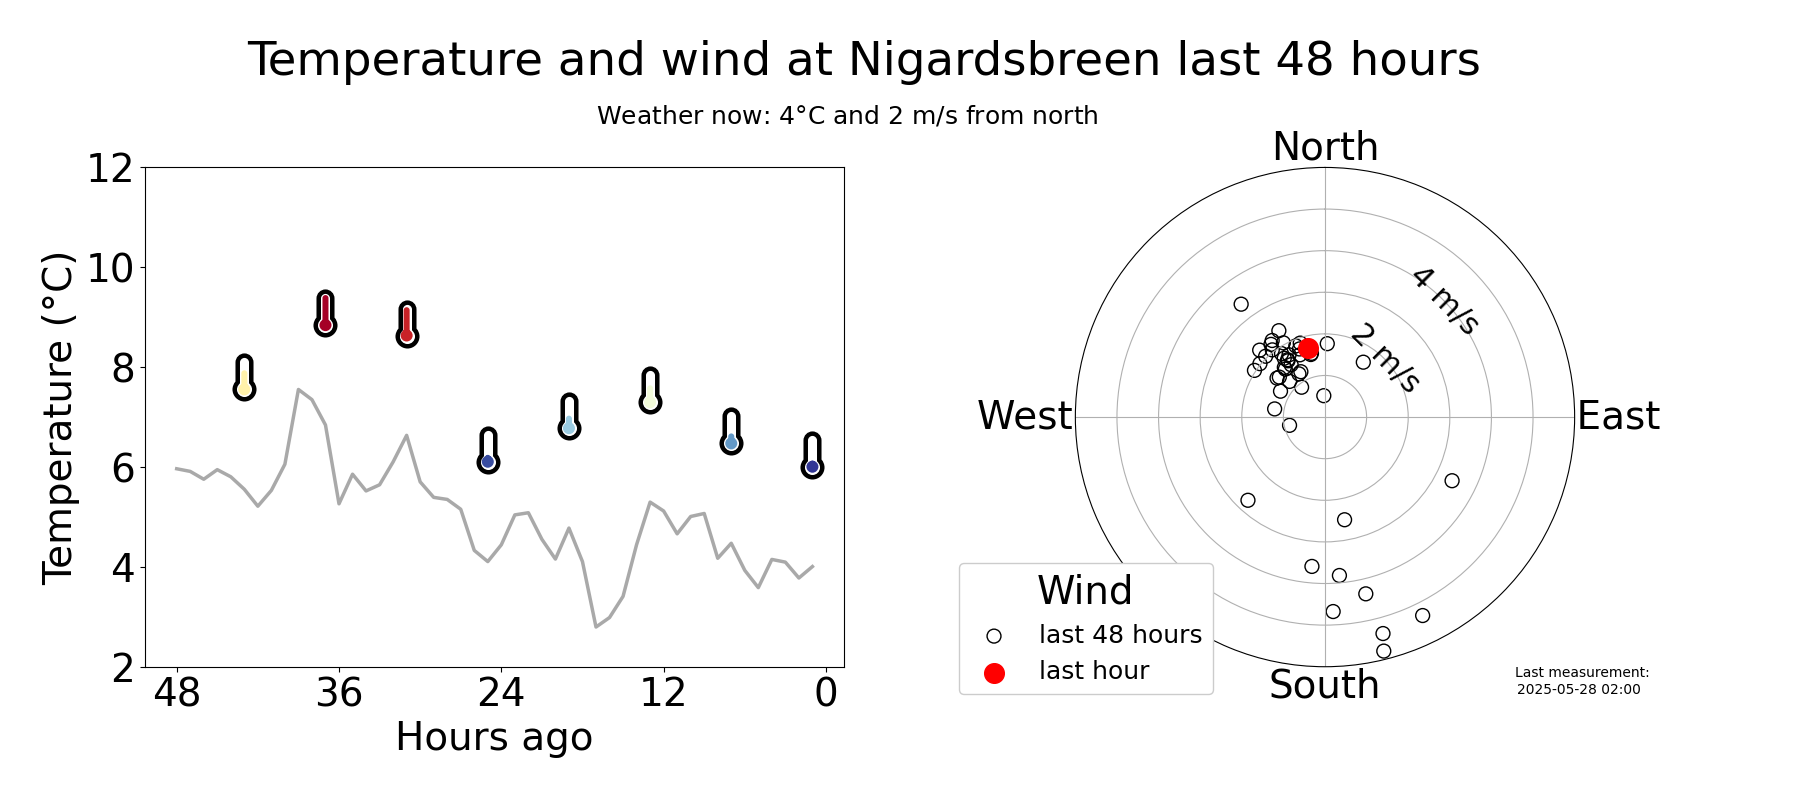 Temperature and wind at Nigardsbreen last 48 hours
Weather now: 4°C and 2 m/s from north
12
10
8
6
4
2
Temperature (°C)
48
36
24
12
0
Hours ago
North
4 m/s
2 m/s
West
East
South
Wind
last 48 hours
last hour
Last measurement:
2025-05-28 02:00